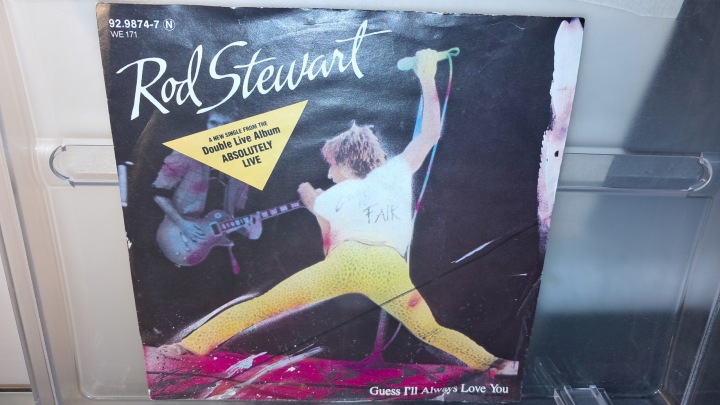 92.9874-7 N
WE 171
Rod Stewart
A NEW SINGLE FROM THE
Double Live Album
ABSOLUTELY
LIVE
FAIR
Guess I'll Always Love You